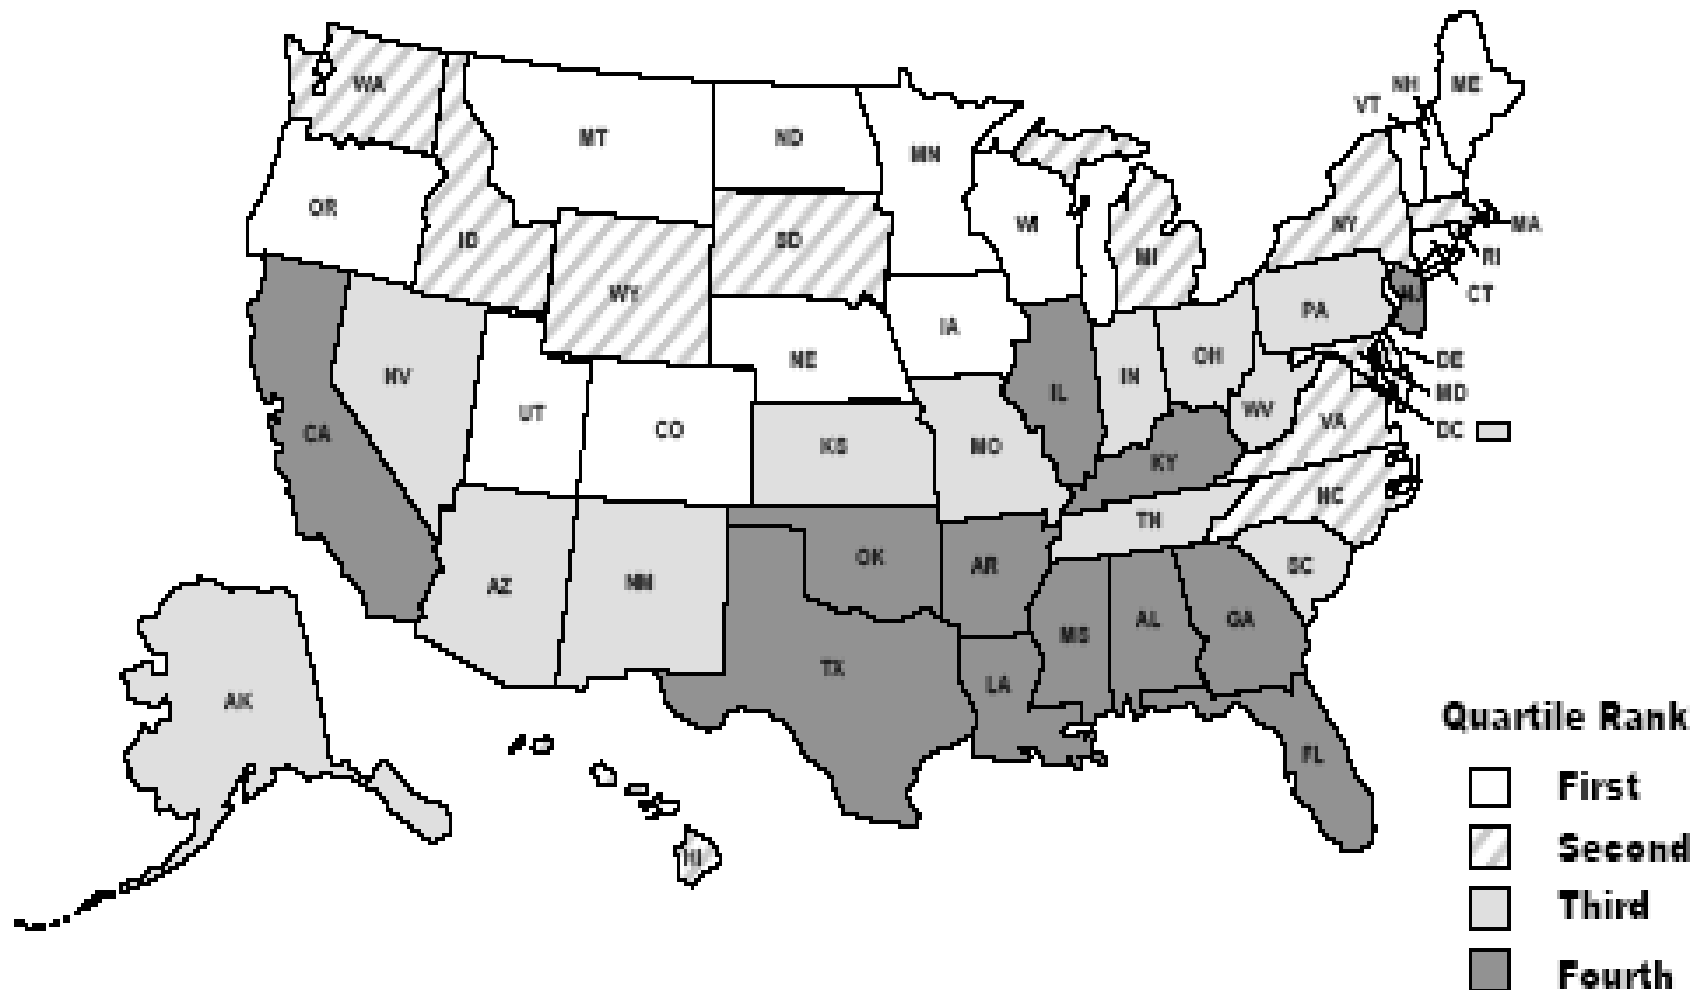 WA
MT
ND
MN
OR
ID
SD
WI
MI
NH
VT
ME
NY
MA
RI
CT
WY
IA
NE
PA
NJ
NV
UT
CO
IL
IN
OH
DE
MD
DC
WV
VA
CA
KS
MO
KY
NC
TN
OK
AR
SC
AZ
NM
MS
AL
GA
TX
LA
FL
AK
HI
Quartile Rank
First
Second
Third
Fourth